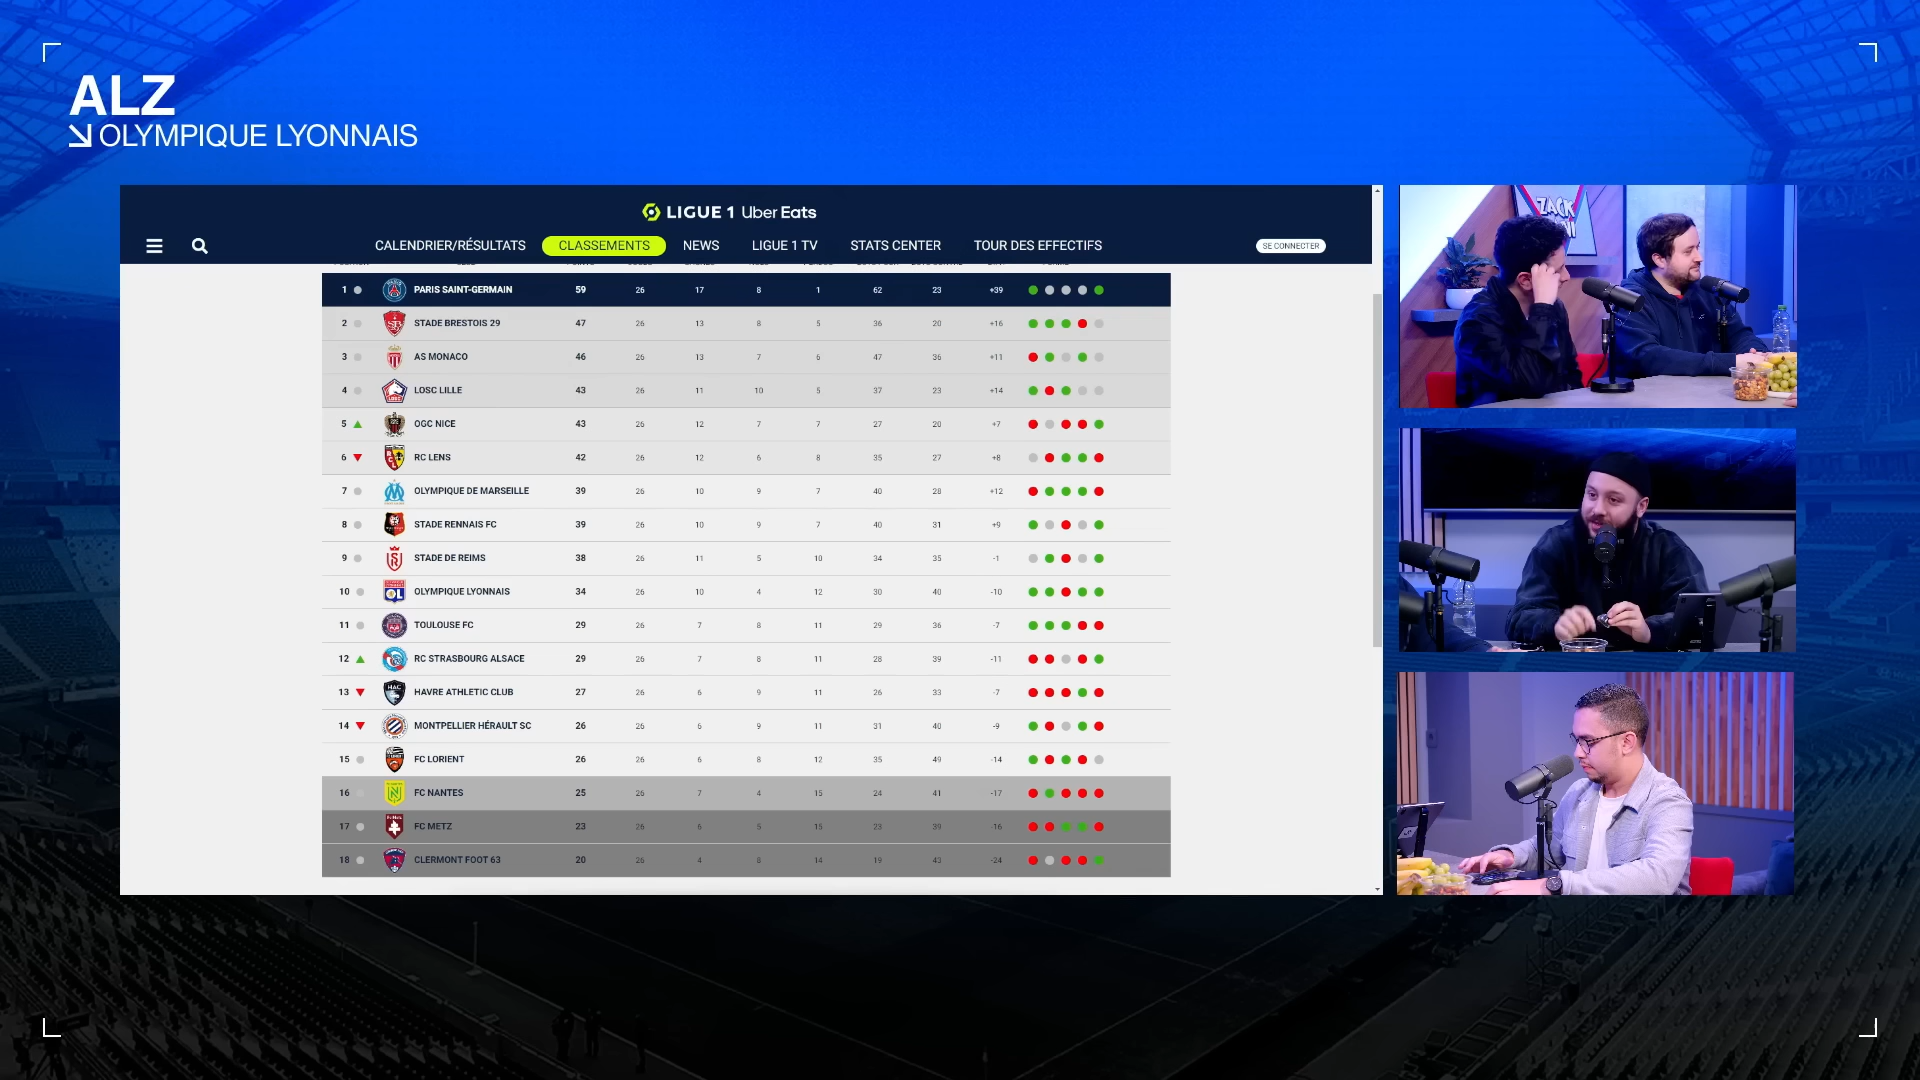 ALZ
OLYMPIQUE LYONNAIS
LIGUE 1 Uber Eats
CALENDRIER/RÉSULTATS CLASSEMENTS NEWS LIGUE 1 TV STATS CENTER TOUR DES EFFECTIFS SE CONNECTER
1 PARIS SAINT-GERMAIN 59 26 17 8 1 62 23 +39
2 STADE BRESTOIS 29 47 26 13 8 5 36 20 +16
3 AS MONACO 46 26 13 7 6 47 36 +11
4 LOSC LILLE 43 26 11 10 5 37 23 +14
5 OGC NICE 43 26 12 7 7 27 20 +7
6 RC LENS 42 26 12 6 8 35 27 +8
7 OLYMPIQUE DE MARSEILLE 39 26 10 9 7 40 28 +12
8 STADE RENNAIS FC 39 26 10 9 7 40 31 +9
9 STADE DE REIMS 38 26 11 5 10 34 35 -1
10 OLYMPIQUE LYONNAIS 34 26 10 4 12 30 40 -10
11 TOULOUSE FC 29 26 7 8 11 29 36 -7
12 RC STRASBOURG ALSACE 29 26 7 8 11 28 39 -11
13 HAVRE ATHLETIC CLUB 27 26 6 9 11 26 33 -7
14 MONTPELLIER HÉRAULT SC 26 26 6 9 11 31 40 -9
15 FC LORIENT 26 26 6 8 12 35 49 -14
16 FC NANTES 25 26 7 4 15 24 41 -17
17 FC METZ 23 26 6 5 15 23 39 -16
18 CLERMONT FOOT 63 20 26 4 8 14 19 43 -24
ZACK